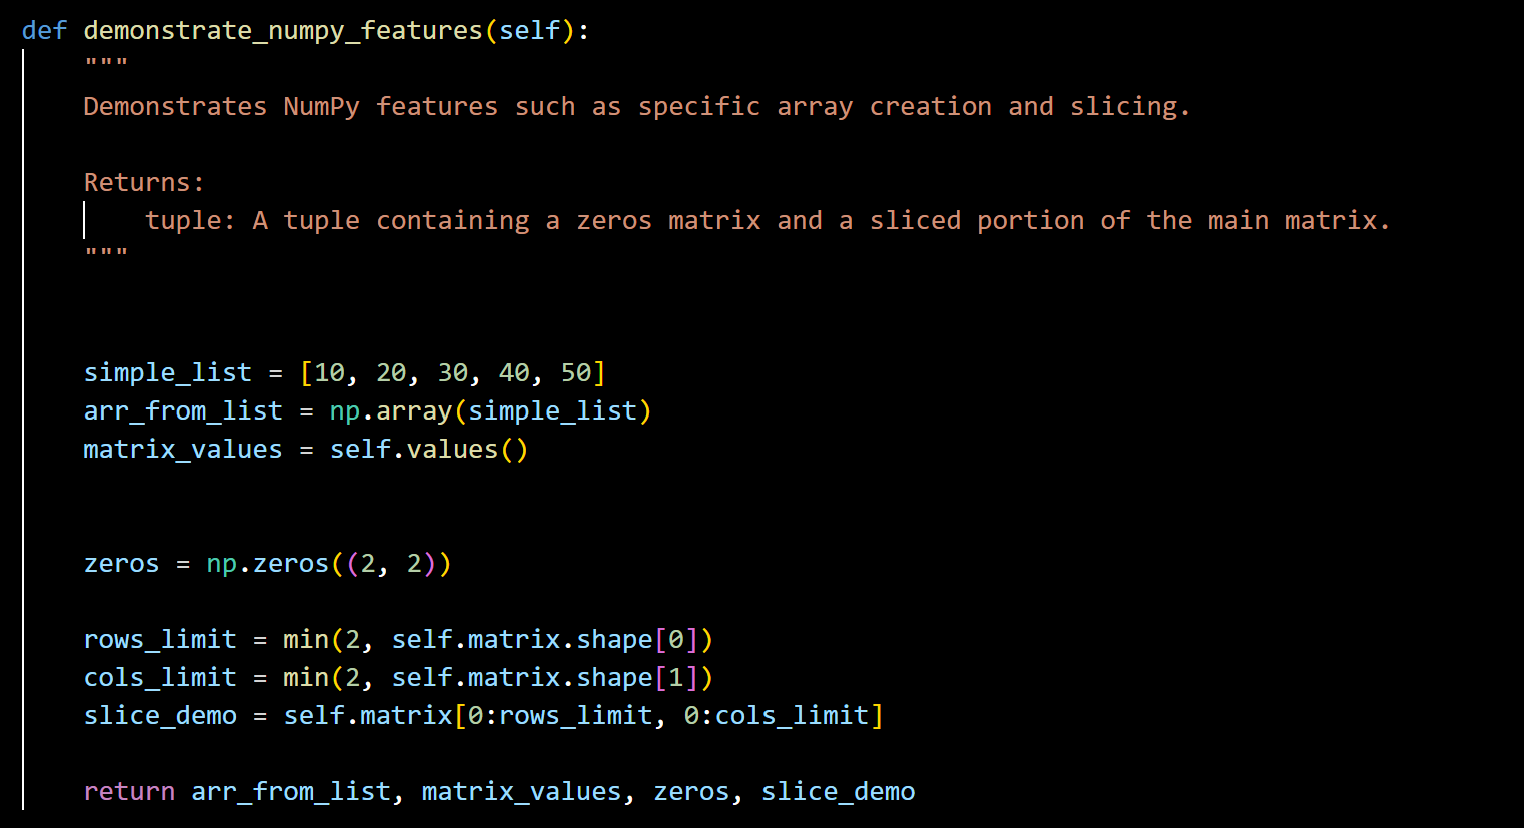 def demonstrate_numpy_features(self):
    """
    Demonstrates NumPy features such as specific array creation and slicing.

    Returns:
        tuple: A tuple containing a zeros matrix and a sliced portion of the main matrix.
    """

    simple_list = [10, 20, 30, 40, 50]
    arr_from_list = np.array(simple_list)
    matrix_values = self.values()

    zeros = np.zeros((2, 2))

    rows_limit = min(2, self.matrix.shape[0])
    cols_limit = min(2, self.matrix.shape[1])
    slice_demo = self.matrix[0:rows_limit, 0:cols_limit]

    return arr_from_list, matrix_values, zeros, slice_demo